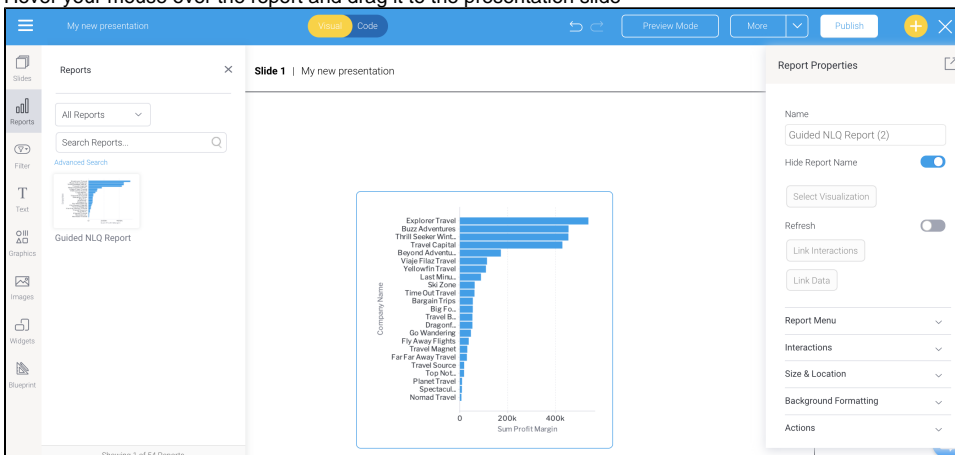 Hover your mouse over the report and drag it to the presentation slide
My new presentation
Visual Code
Preview Mode
More
Publish
Slides
Reports
Filter
T
Text
Graphics
Images
Widgets
Blueprint
Reports
All Reports
Search Reports...
Advanced Search
Guided NLQ Report
Showing 1 of 54 Reports
Slide 1 | My new presentation
Company Name
Explorer Travel
Buzz Adventures
Thrill Seeker Wint...
Travel Capital
Beyond Adventu...
Viaje Filaz Travel
Yellowfin Travel
Last Minu...
Ski Zone
Time Out Travel
Bargain Trips
Big Fo...
Travel B...
Dragonf...
Go Wandering
Fly Away Flights
Travel Magnet
Far Far Away Travel
Travel Source
Top Not...
Planet Travel
Spectacul...
Nomad Travel
0 200k 400k
Sum Profit Margin
Report Properties
Name
Guided NLQ Report (2)
Hide Report Name
Select Visualization
Refresh
Link Interactions
Link Data
Report Menu
Interactions
Size & Location
Background Formatting
Actions